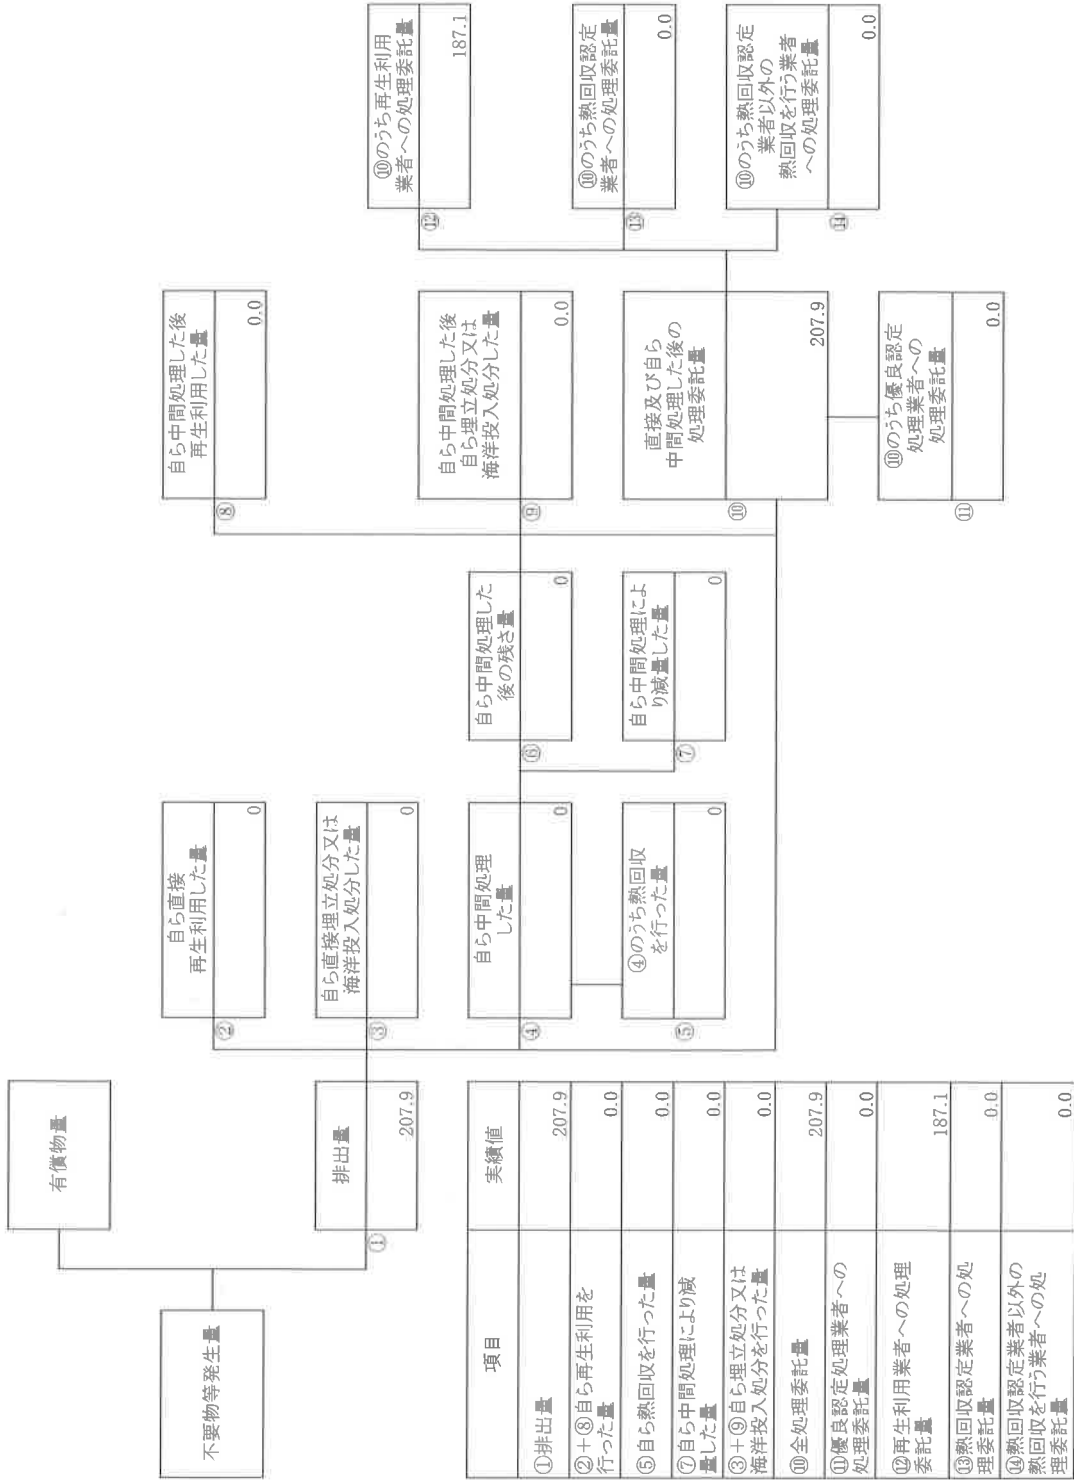 不要物等発生量
有償物量
①
排出量
207.9
②
自ら直接
再生利用した量
0
③
自ら直接埋立処分又は
海洋投入処分した量
0
④
自ら中間処理
した量
0
⑤
④のうち熱回収
を行った量
0
⑥
自ら中間処理した
後の残さ量
0
⑦
自ら中間処理によ
り減量した量
0
⑧
自ら中間処理した後
再生利用した量
0.0
⑨
自ら中間処理した後
自ら埋立処分又は
海洋投入処分した量
0.0
⑩
直接及び自ら
中間処理した後の
処理委託量
207.9
⑪
⑩のうち優良認定
処理業者への
処理委託量
0.0
⑫
⑩のうち再生利用
業者への処理委託量
187.1
⑬
⑩のうち熱回収認定
業者への処理委託量
0.0
⑭
⑩のうち熱回収認定
業者以外の
熱回収を行う業者
への処理委託量
0.0
項目 実績値
①排出量 207.9
②+⑧自ら再生利用を
行った量 0.0
⑤自ら熱回収を行った量 0.0
⑦自ら中間処理により減
量した量 0.0
③+⑨自ら埋立処分又は
海洋投入処分を行った量 0.0
⑩全処理委託量 207.9
⑪優良認定処理業者への
処理委託量 0.0
⑫再生利用業者への処理
委託量 187.1
⑬熱回収認定業者への処
理委託量 0.0
⑭熱回収認定業者以外の
熱回収を行う業者への処
理委託量 0.0